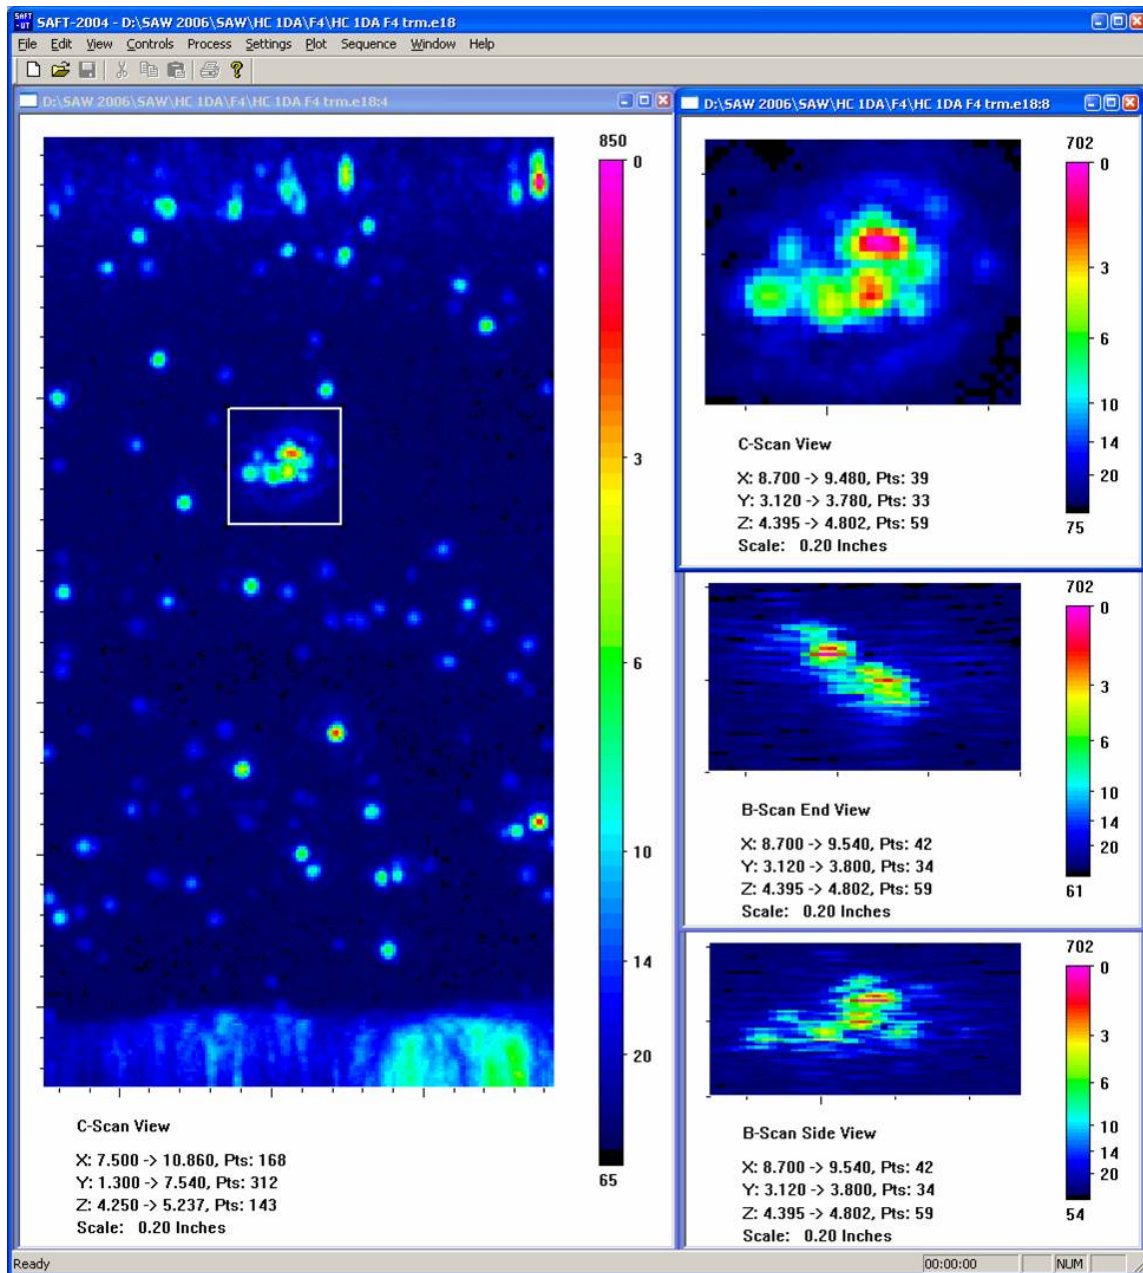 SAFT-2004 - D:\SAW 2006\SAW\HC 1DA\F4\HC 1DA F4 trm.e18
File Edit View Controls Process Settings Plot Sequence Window Help
D:\SAW 2006\SAW\HC 1DA\F4\HC 1DA F4 trm.e18:4
850
0
3
6
10
14
20
65
C-Scan View
X: 7.500 -> 10.860, Pts: 168
Y: 1.300 -> 7.540, Pts: 312
Z: 4.250 -> 5.237, Pts: 143
Scale: 0.20 Inches
D:\SAW 2006\SAW\HC 1DA\F4\HC 1DA F4 trm.e18:8
702
0
3
6
10
14
20
75
C-Scan View
X: 8.700 -> 9.480, Pts: 39
Y: 3.120 -> 3.780, Pts: 33
Z: 4.395 -> 4.802, Pts: 59
Scale: 0.20 Inches
702
0
3
6
10
14
20
61
B-Scan End View
X: 8.700 -> 9.540, Pts: 42
Y: 3.120 -> 3.800, Pts: 34
Z: 4.395 -> 4.802, Pts: 59
Scale: 0.20 Inches
702
0
3
6
10
14
20
54
B-Scan Side View
X: 8.700 -> 9.540, Pts: 42
Y: 3.120 -> 3.800, Pts: 34
Z: 4.395 -> 4.802, Pts: 59
Scale: 0.20 Inches
Ready
00:00:00
NUM